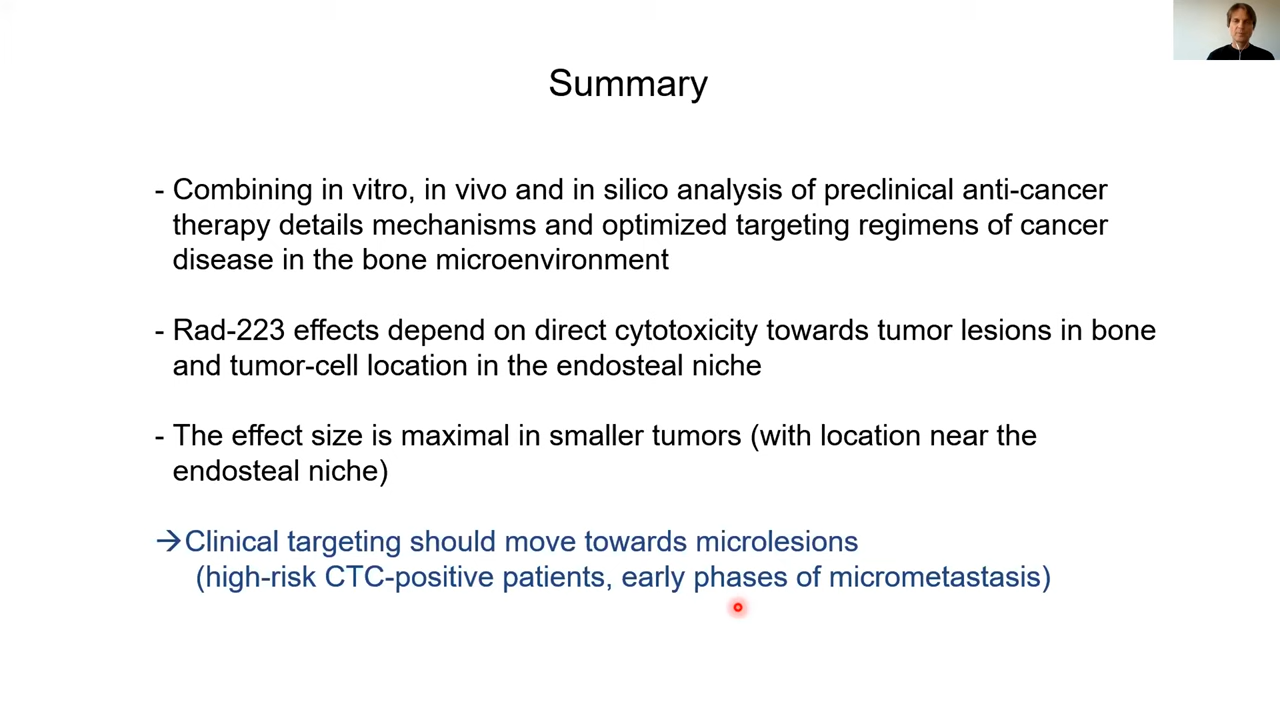 Summary
- Combining in vitro, in vivo and in silico analysis of preclinical anti-cancer
therapy details mechanisms and optimized targeting regimens of cancer
disease in the bone microenvironment
- Rad-223 effects depend on direct cytotoxicity towards tumor lesions in bone
and tumor-cell location in the endosteal niche
- The effect size is maximal in smaller tumors (with location near the
endosteal niche)
→Clinical targeting should move towards microlesions
(high-risk CTC-positive patients, early phases of micrometastasis)